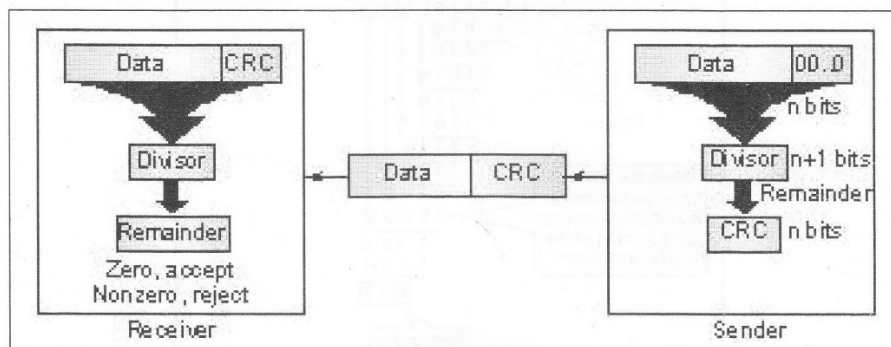 Data CRC
Divisor
Remainder
Zero, accept
Nonzero, reject
Receiver
Data CRC
Data 00..0
n bits
Divisor n+1 bits
Remainder
CRC n bits
Sender